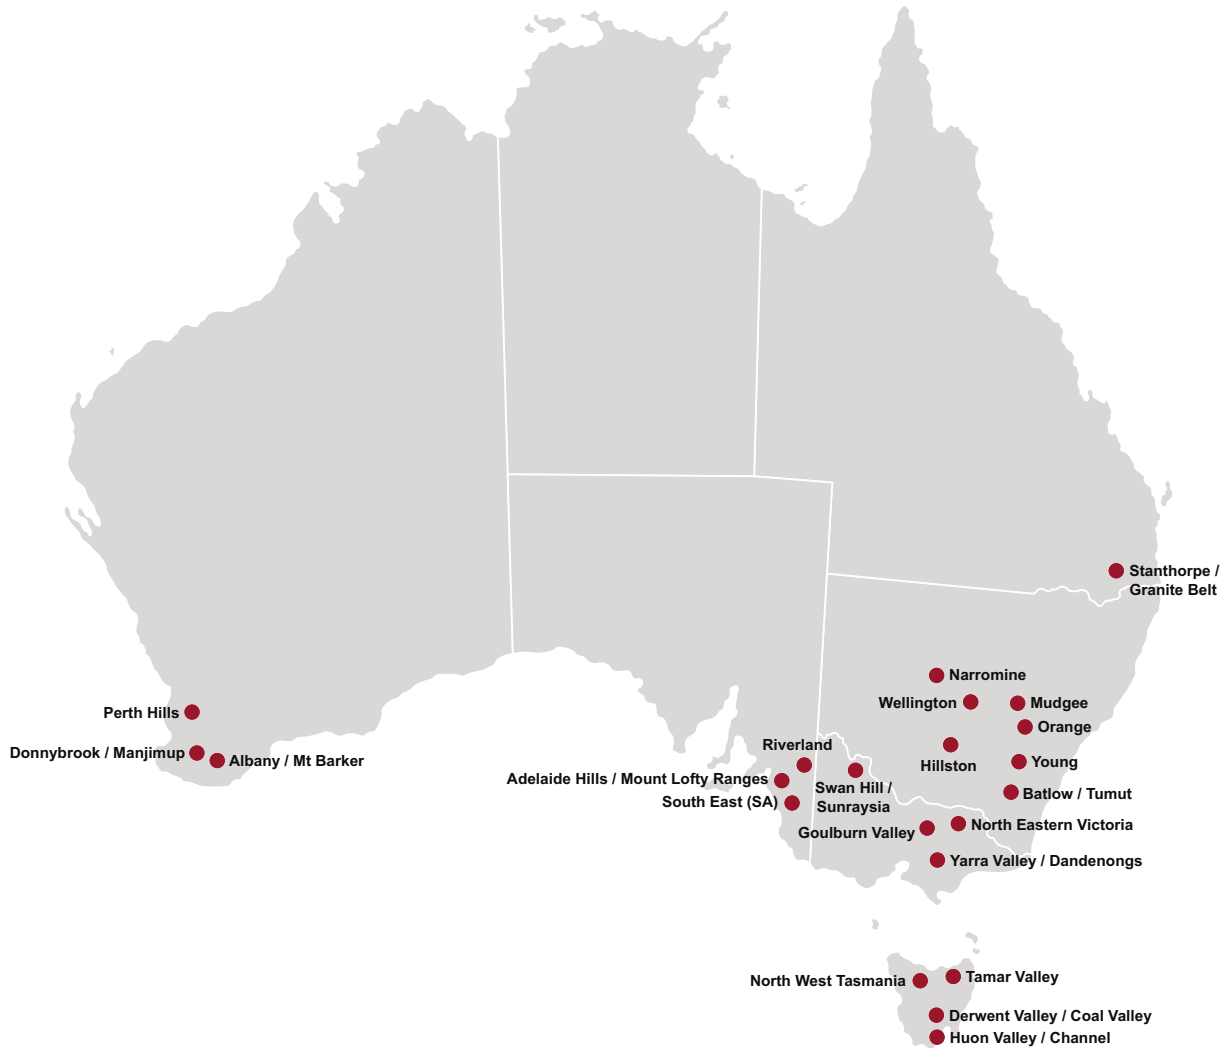 Stanthorpe /
Granite Belt
Narromine
Wellington
Mudgee
Orange
Perth Hills
Riverland
Hillston
Young
Donnybrook / Manjimup
Albany / Mt Barker
Adelaide Hills / Mount Lofty Ranges
Swan Hill /
Sunraysia
Batlow / Tumut
South East (SA)
Goulburn Valley
North Eastern Victoria
Yarra Valley / Dandenongs
North West Tasmania
Tamar Valley
Derwent Valley / Coal Valley
Huon Valley / Channel